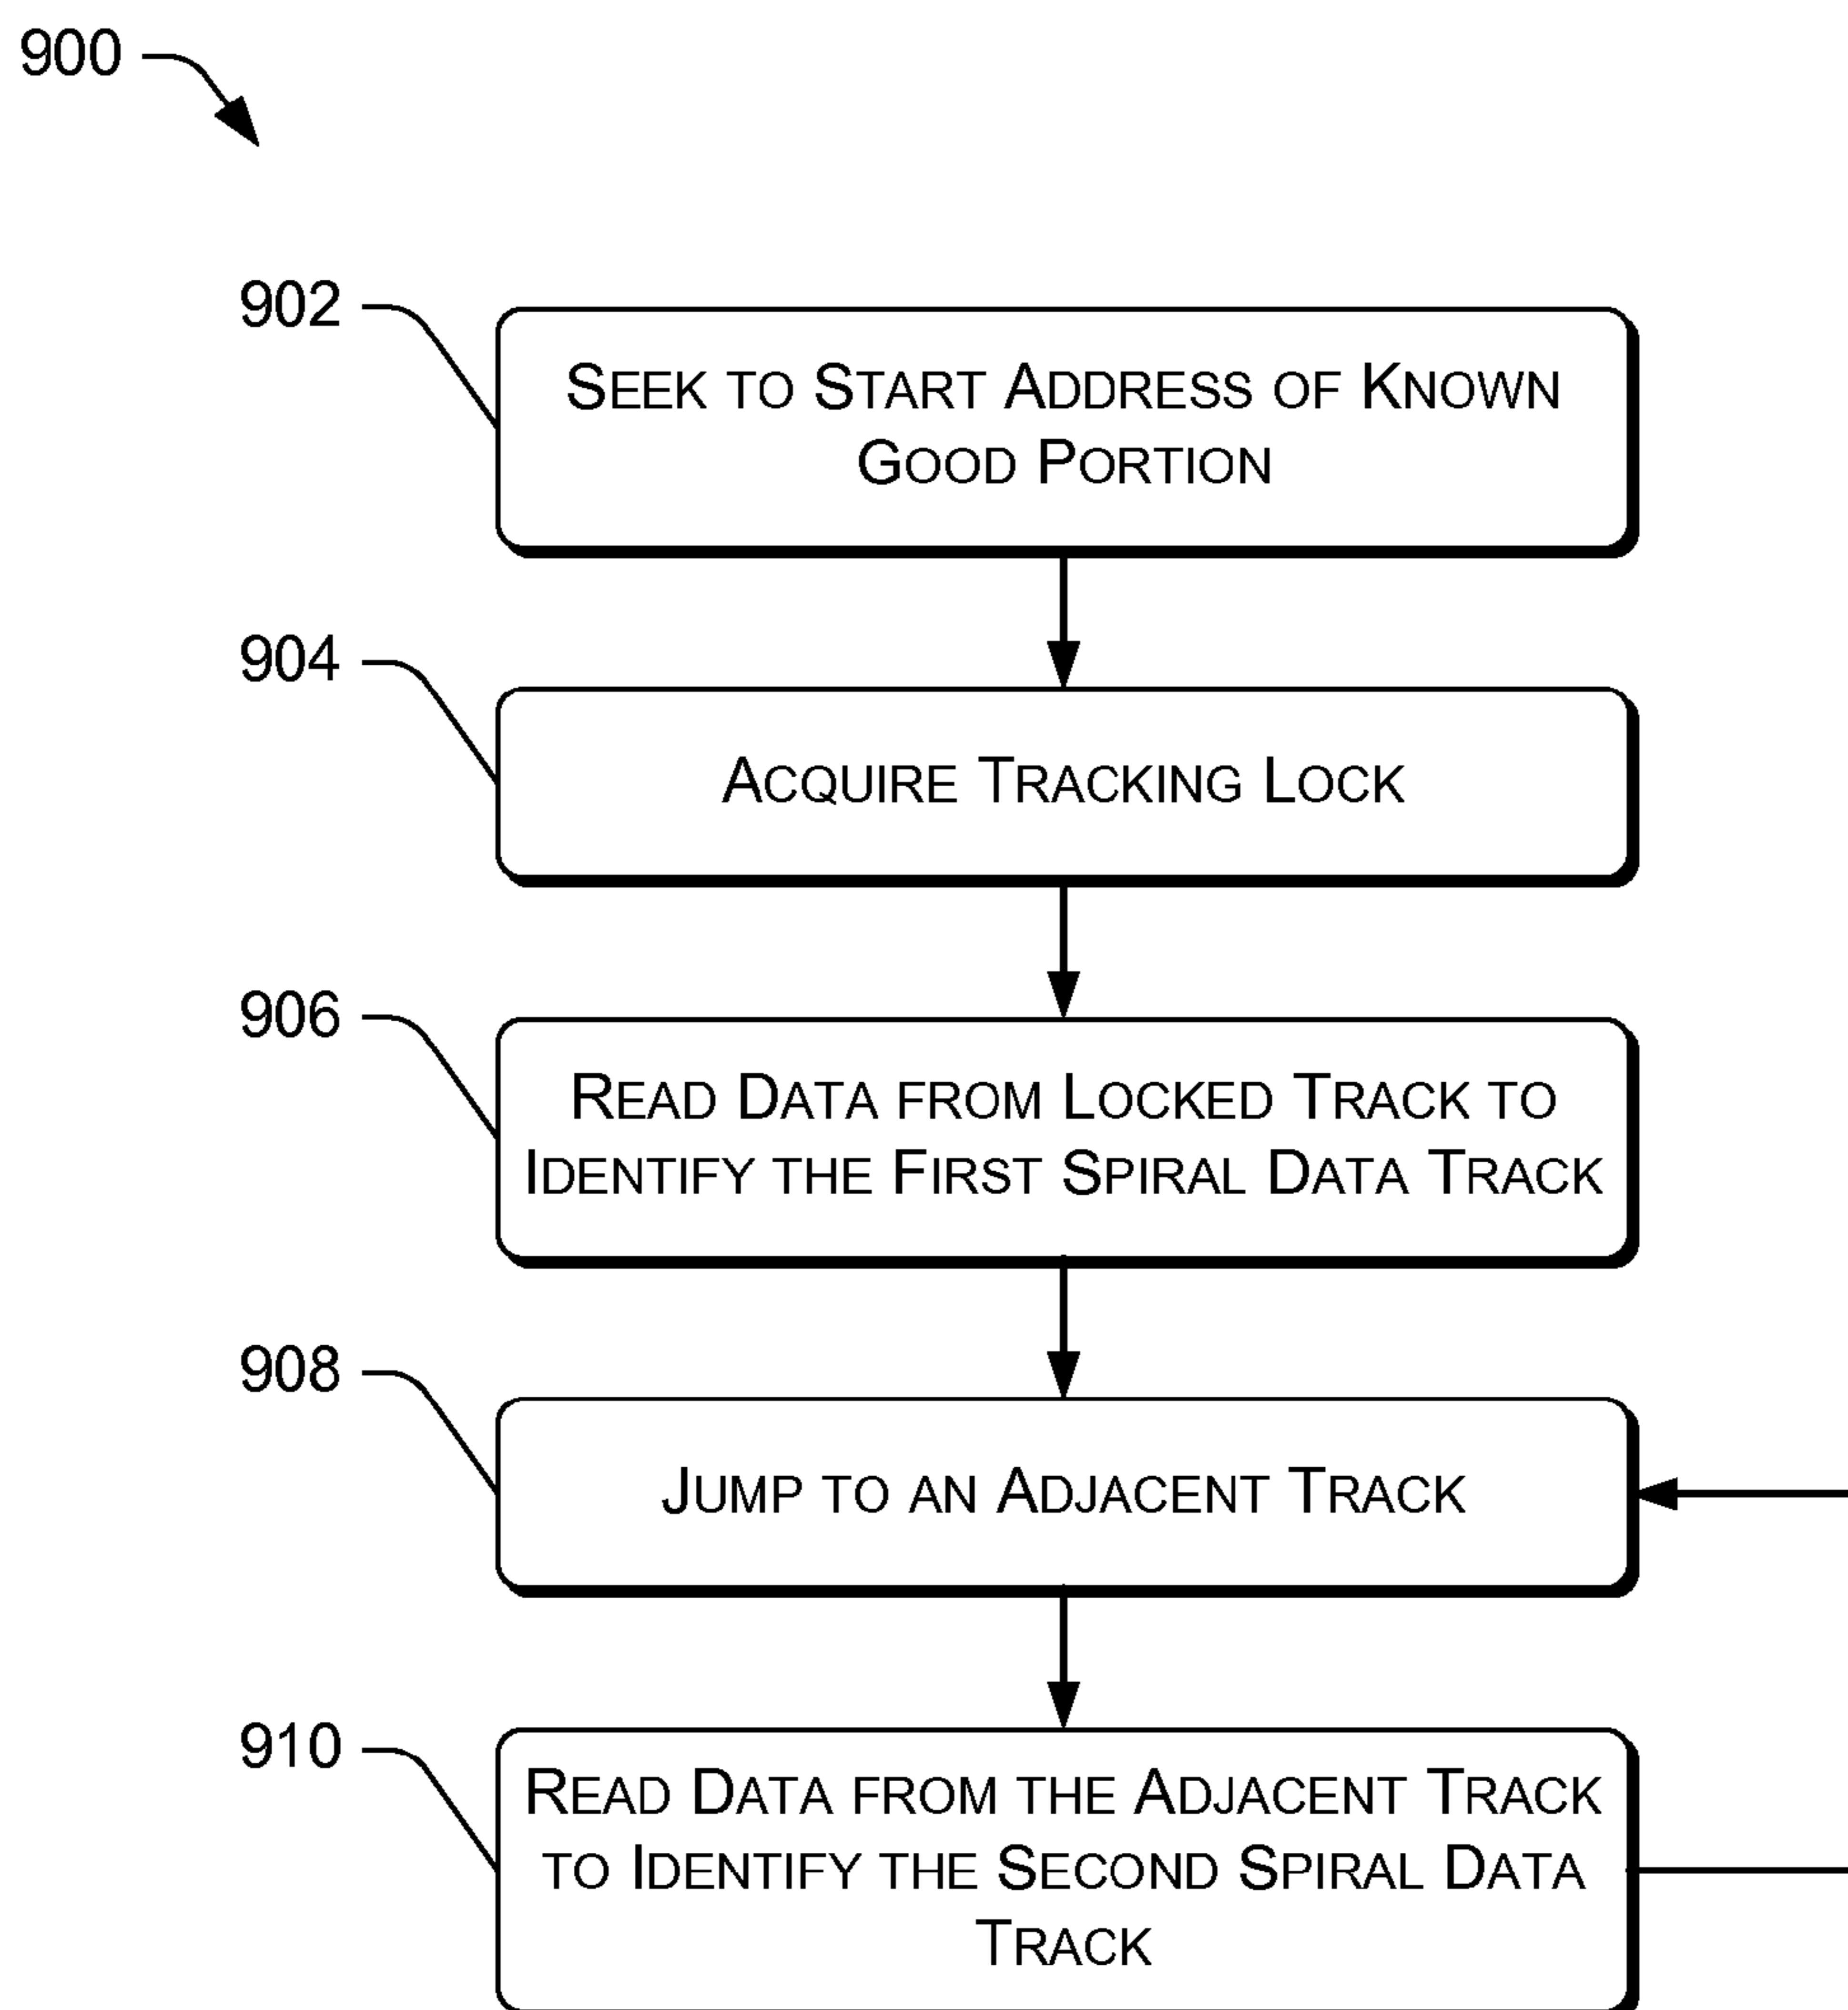 900
902
SEEK TO START ADDRESS OF KNOWN
GOOD PORTION
904
ACQUIRE TRACKING LOCK
906
READ DATA FROM LOCKED TRACK TO
IDENTIFY THE FIRST SPIRAL DATA TRACK
908
JUMP TO AN ADJACENT TRACK
910
READ DATA FROM THE ADJACENT TRACK
TO IDENTIFY THE SECOND SPIRAL DATA
TRACK